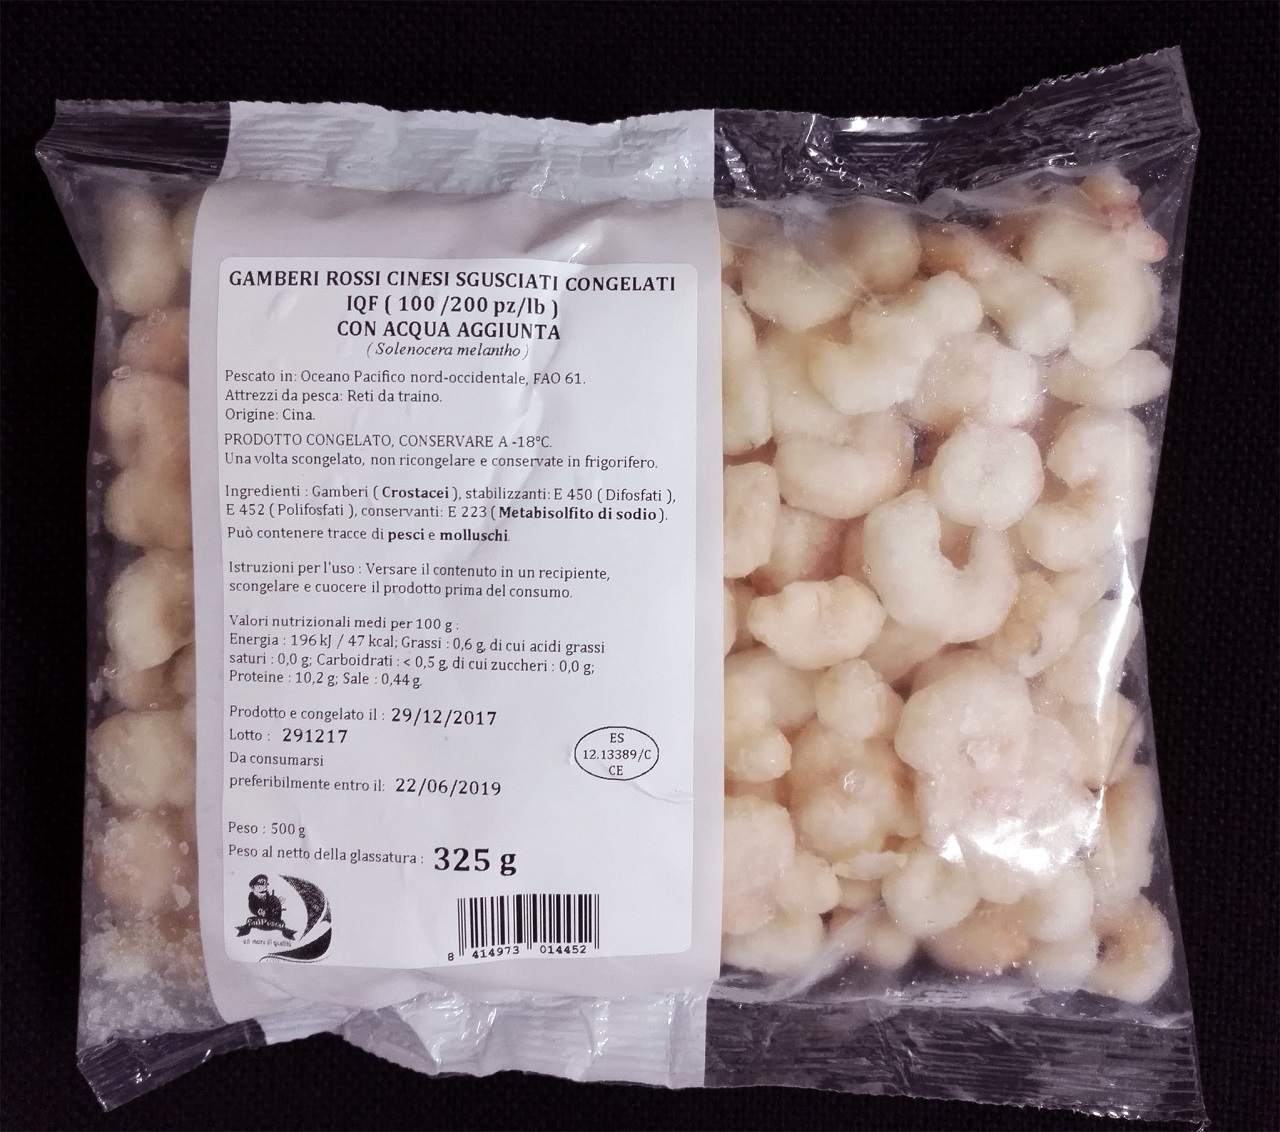 GAMBERI ROSSI CINESI SGUSCIATI CONGELATI
IQF ( 100 /200 pz/lb )
CON ACQUA AGGIUNTA
( Solenocera melantho )
Pescato in: Oceano Pacifico nord-occidentale, FAO 61.
Attrezzi da pesca: Reti da traino.
Origine: Cina.
PRODOTTO CONGELATO, CONSERVARE A -18°C.
Una volta scongelato, non ricongelare e conservate in frigorifero.
Ingredienti : Gamberi ( Crostacei ), stabilizzanti: E 450 ( Difosfati ),
E 452 ( Polifosfati ), conservanti: E 223 ( Metabisolfito di sodio ).
Può contenere tracce di pesci e molluschi.
Istruzioni per l'uso : Versare il contenuto in un recipiente,
scongelare e cuocere il prodotto prima del consumo.
Valori nutrizionali medi per 100 g :
Energia : 196 kJ / 47 kcal; Grassi : 0,6 g, di cui acidi grassi
saturi : 0,0 g; Carboidrati : < 0,5 g, di cui zuccheri : 0,0 g;
Proteine : 10,2 g; Sale : 0,44 g.
Prodotto e congelato il : 29/12/2017
Lotto : 291217
Da consumarsi
preferibilmente entro il: 22/06/2019
ES
12.13389/C
CE
Peso : 500 g
Peso al netto della glassatura : 325 g
un mare di qualità
8 414973 014452